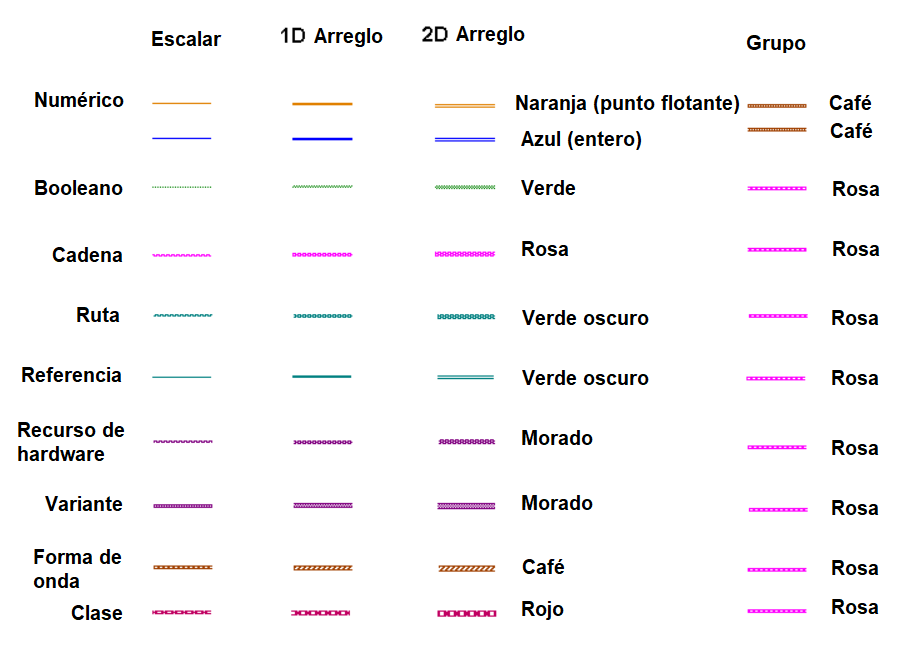 Escalar 1D Arreglo 2D Arreglo Grupo
Numérico Naranja (punto flotante) Café
Azul (entero) Café
Booleano Verde Rosa
Cadena Rosa Rosa
Ruta Verde oscuro Rosa
Referencia Verde oscuro Rosa
Recurso de
hardware Morado Rosa
Variante Morado Rosa
Forma de
onda Café Rosa
Clase Rojo Rosa